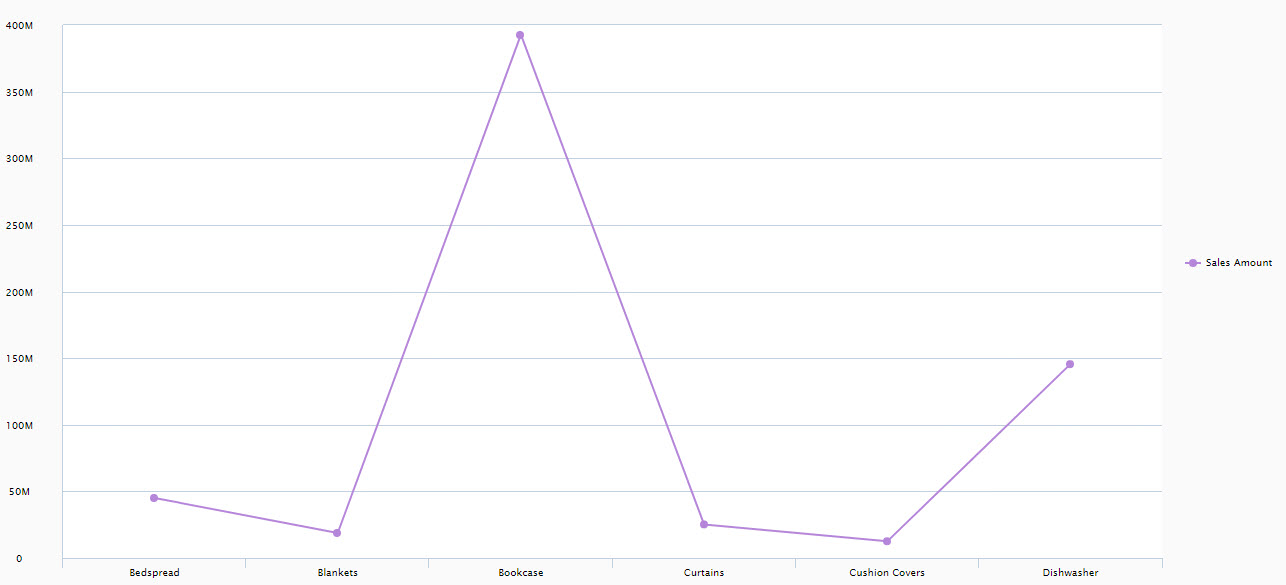 400M
350M
300M
250M
200M
150M
100M
50M
0
Bedspread Blankets Bookcase Curtains Cushion Covers Dishwasher
Sales Amount